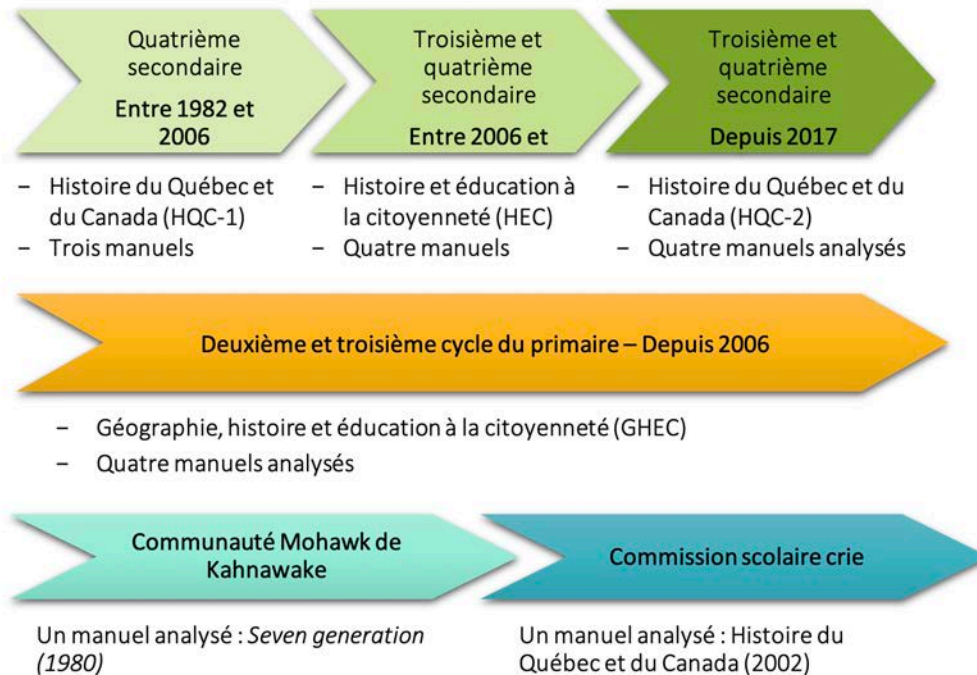 Quatrième
secondaire
Entre 1982 et
2006
Troisième et
quatrième
secondaire
Entre 2006 et
Troisième et
quatrième
secondaire
Depuis 2017
− Histoire du Québec et
du Canada (HQC-1)
− Trois manuels
− Histoire et éducation à
la citoyenneté (HEC)
− Quatre manuels
− Histoire du Québec et du
Canada (HQC-2)
− Quatre manuels analysés
Deuxième et troisième cycle du primaire – Depuis 2006
− Géographie, histoire et éducation à la citoyenneté (GHEC)
− Quatre manuels analysés
Communauté Mohawk de
Kahnawake
Commission scolaire crie
Un manuel analysé : Seven generation
(1980)
Un manuel analysé : Histoire du
Québec et du Canada (2002)